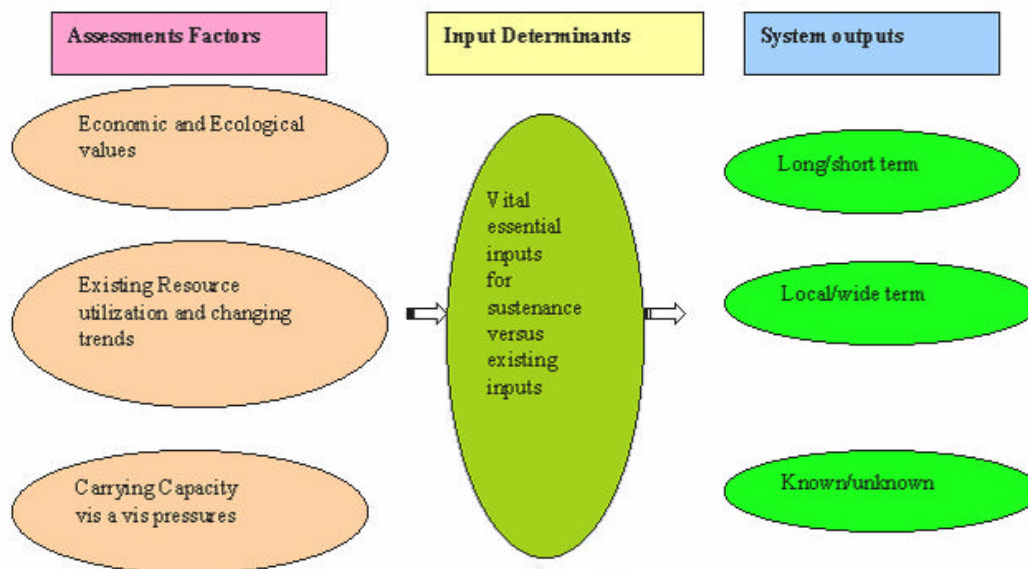 Assessments Factors
Input Determinants
System outputs
Economic and Ecological
values
Existing Resource
utilization and changing
trends
Carrying Capacity
vis a vis pressures
Vital
essential
inputs
for
sustenance
versus
existing
inputs
Long/short term
Local/wide term
Known/unknown